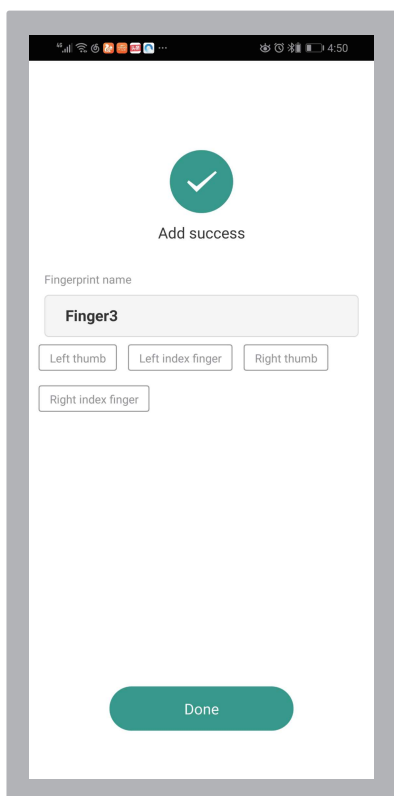 4:50
Add success
Fingerprint name
Finger3
Left thumb Left index finger Right thumb
Right index finger
Done